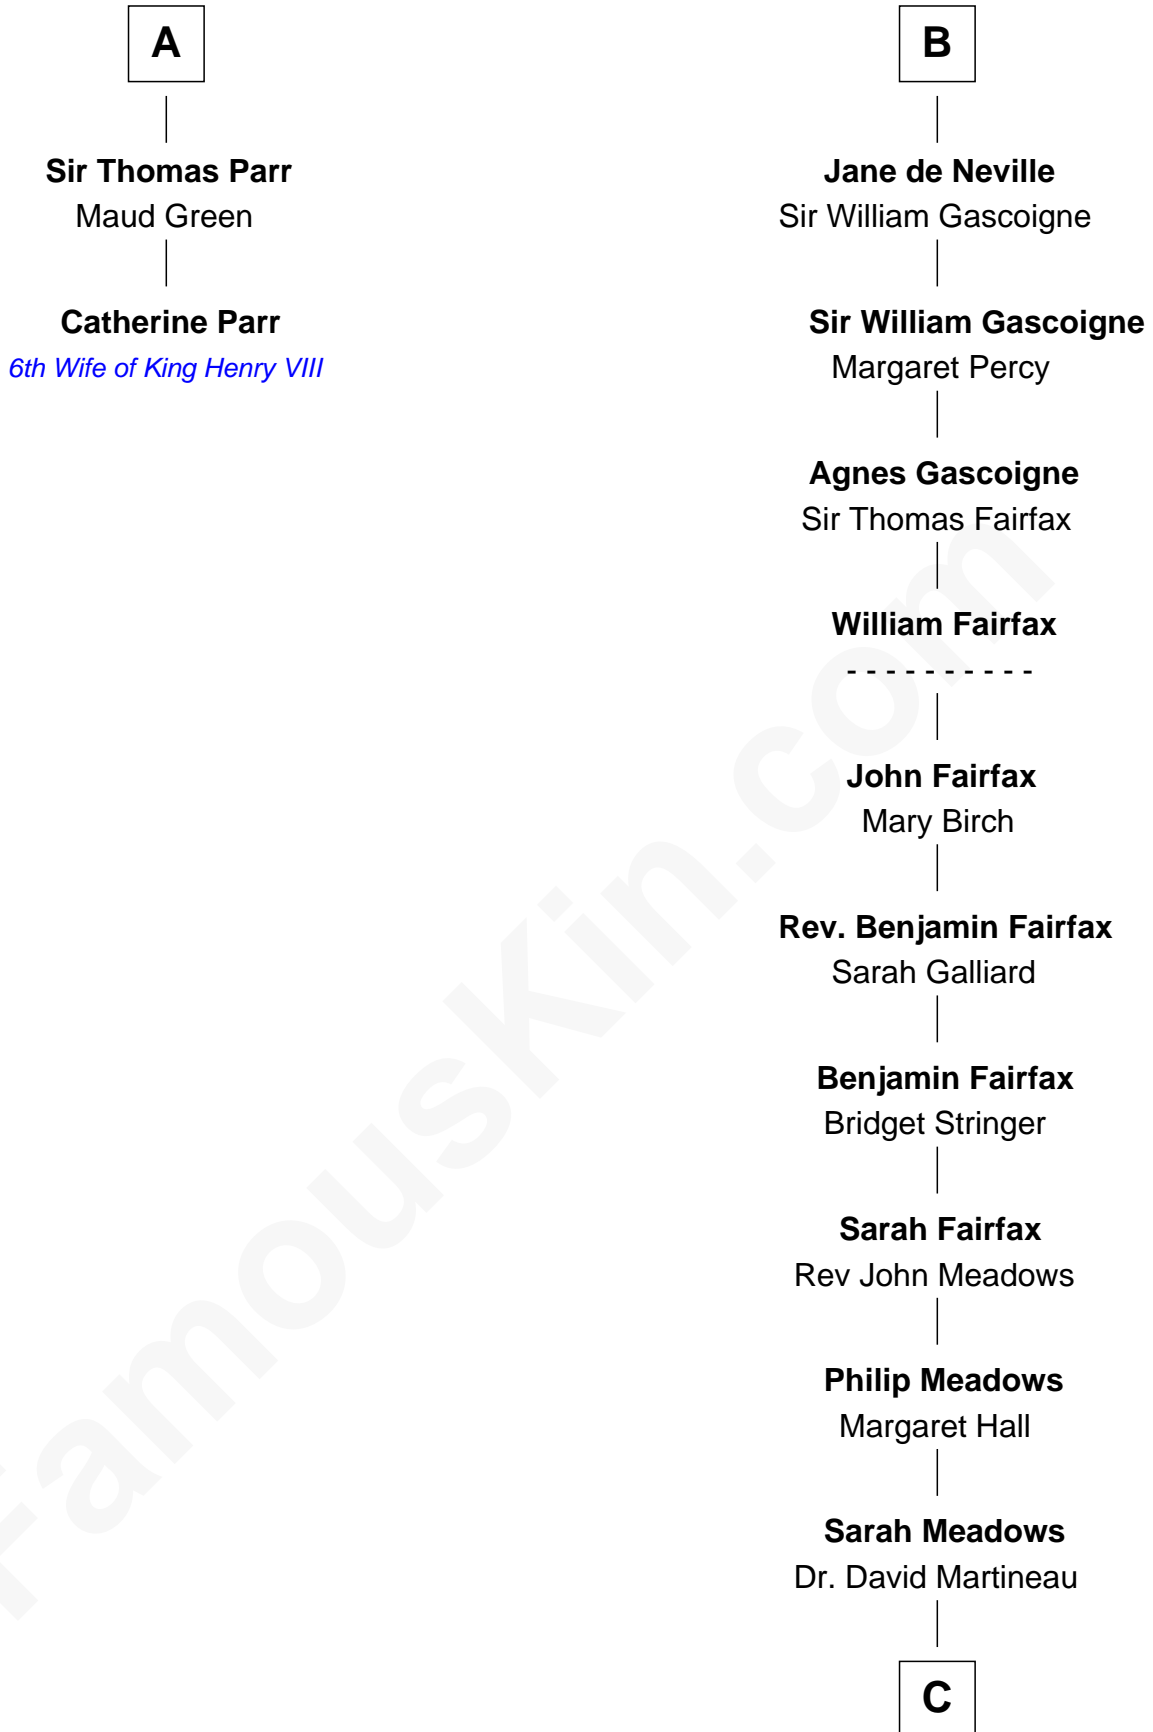 A
Sir Thomas Parr
Maud Green
Catherine Parr
6th Wife of King Henry VIII
B
Jane de Neville
Sir William Gascoigne
Sir William Gascoigne
Margaret Percy
Agnes Gascoigne
Sir Thomas Fairfax
William Fairfax
- - - - - - - - - -
John Fairfax
Mary Birch
Rev. Benjamin Fairfax
Sarah Galliard
Benjamin Fairfax
Bridget Stringer
Sarah Fairfax
Rev John Meadows
Philip Meadows
Margaret Hall
Sarah Meadows
Dr. David Martineau
C
FamousKin.com